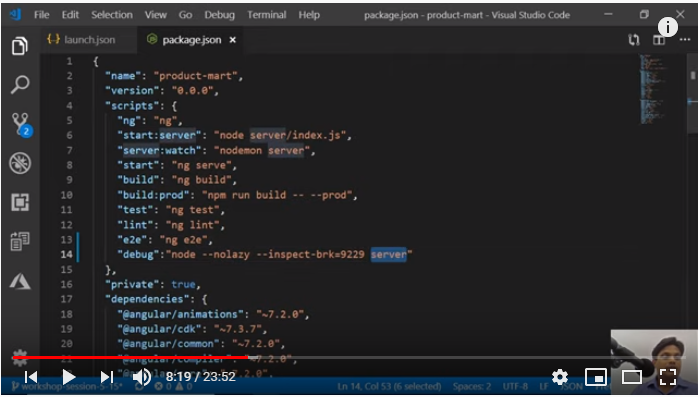 File Edit Selection View Go Debug Terminal Help package.json - product-mart - Visual Studio Code
{..} launch.json package.json
1 {
2 "name": "product-mart",
3 "version": "0.0.0",
4 "scripts": {
5 "ng": "ng",
6 "start:server": "node server/index.js",
7 "server:watch": "nodemon server",
8 "start": "ng serve",
9 "build": "ng build",
10 "build:prod": "npm run build -- --prod",
11 "test": "ng test",
12 "lint": "ng lint",
13 "e2e": "ng e2e",
14 "debug":"node --nolazy --inspect-brk=9229 server"
15 },
16 "private": true,
17 "dependencies": {
18 "@angular/animations": "~7.2.0",
19 "@angular/cdk": "~7.3.7",
20 "@angular/common": "~7.2.0",
21 "@angular/compiler": "~7.2.0",
2
8:19 / 23:52
workshop-session-5-15* 0 0 Ln 14, Col 53 (6 selected) Spaces: 2 UTF-8 LF JSON